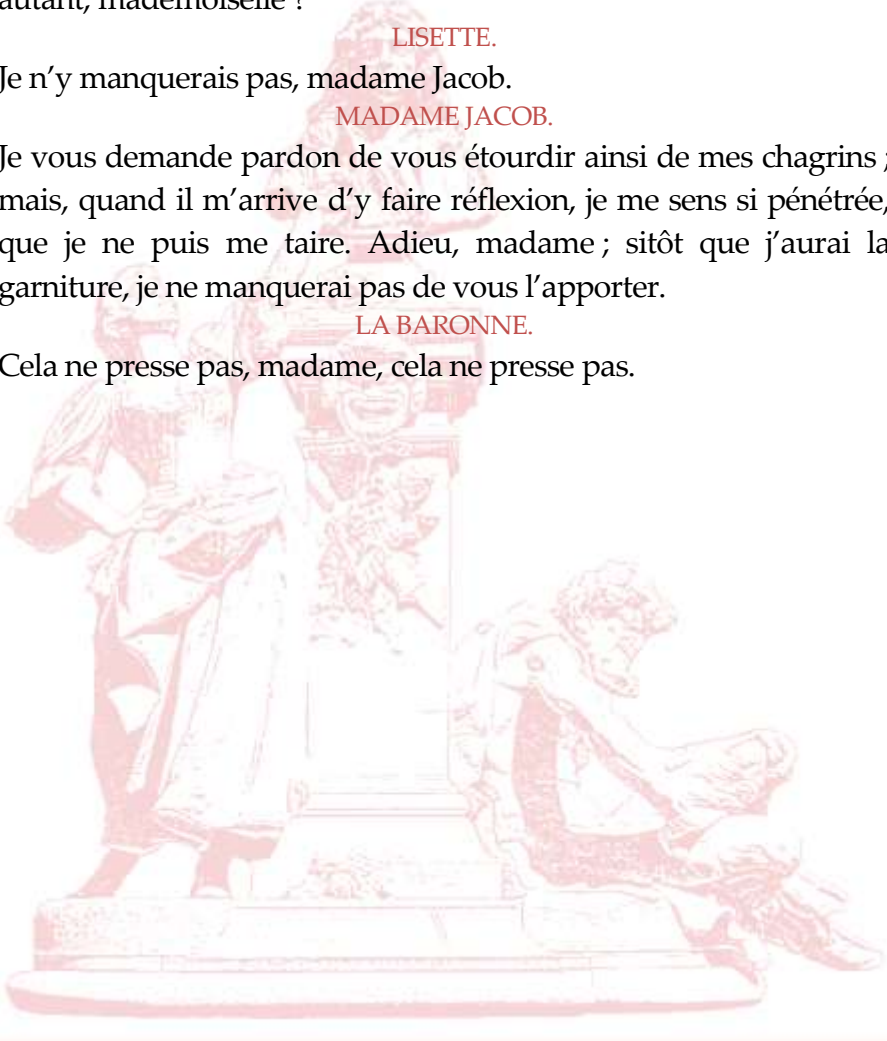 autant, mademoiselle ?
LISETTE.
Je n’y manquerais pas, madame Jacob.
MADAME JACOB.
Je vous demande pardon de vous étourdir ainsi de mes chagrins ;
mais, quand il m’arrive d’y faire réflexion, je me sens si pénétrée,
que je ne puis me taire. Adieu, madame ; sitôt que j’aurai la
garniture, je ne manquerai pas de vous l’apporter.
LA BARONNE.
Cela ne presse pas, madame, cela ne presse pas.